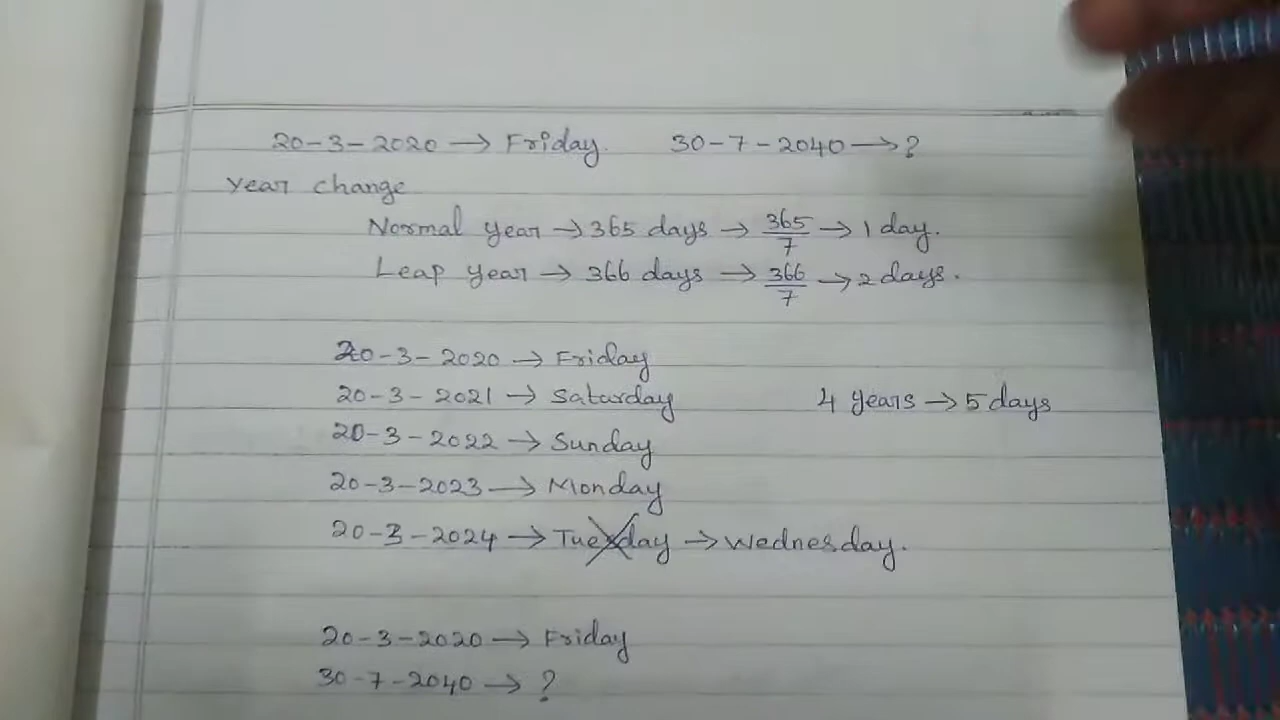 20-3-2020 → Friday. 30-7-2040 → ?
Year change
Normal year → 365 days → 365/7 → 1 day.
Leap year → 366 days → 366/7 → 2 days.
20-3-2020 → Friday
20-3-2021 → Saturday 4 years → 5 days
20-3-2022 → Sunday
20-3-2023 → Monday
20-3-2024 → Tuesday → Wednesday.
20-3-2020 → Friday
30-7-2040 → ?